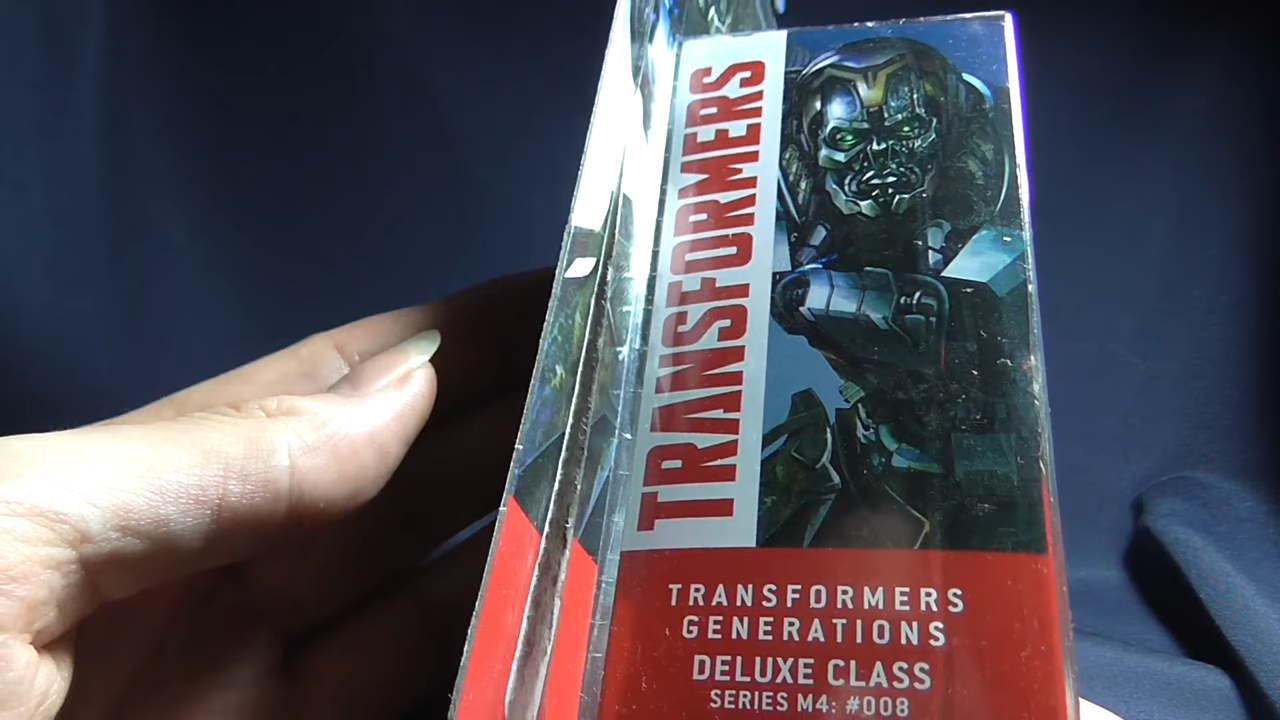 TRANSFORMERS
TRANSFORMERS
GENERATIONS
DELUXE CLASS
SERIES M4: #008